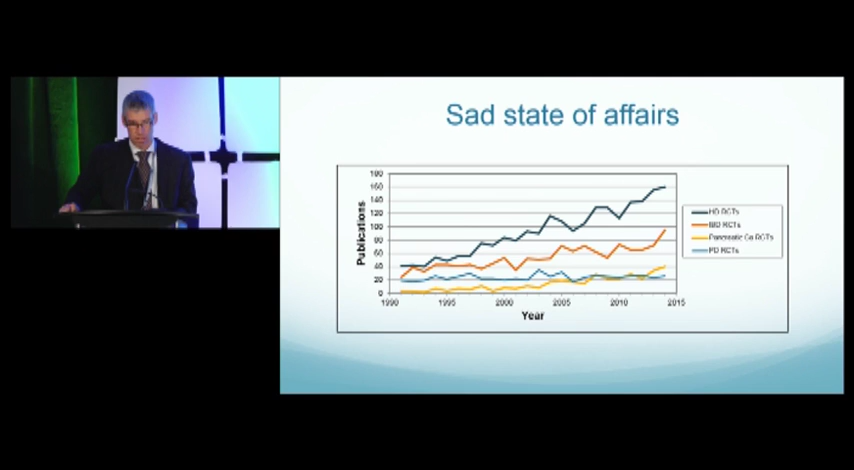 Sad state of affairs
Publications
180
160
140
120
100
80
60
40
20
0
1990 1995 2000 2005 2010 2015
Year
HD RCTs
IBD RCTs
Pancreatic Ca RCTs
PD RCTs